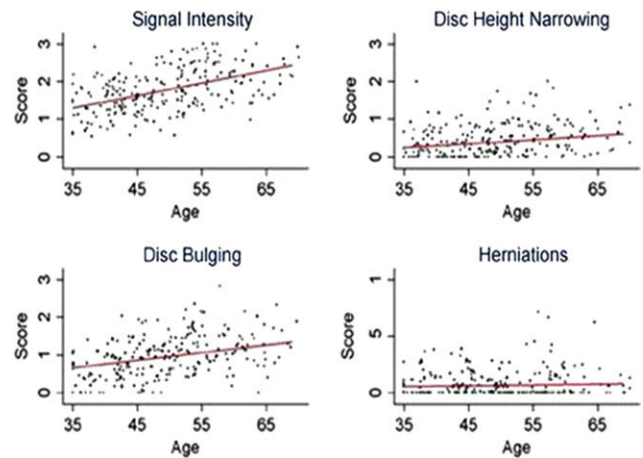 Signal Intensity
3
2
1
0
Score
35 45 55 65
Age
Disc Height Narrowing
3
2
1
0
Score
35 45 55 65
Age
Disc Bulging
3
2
1
0
Score
35 45 55 65
Age
Herniations
1
5
0
Score
35 45 55 65
Age